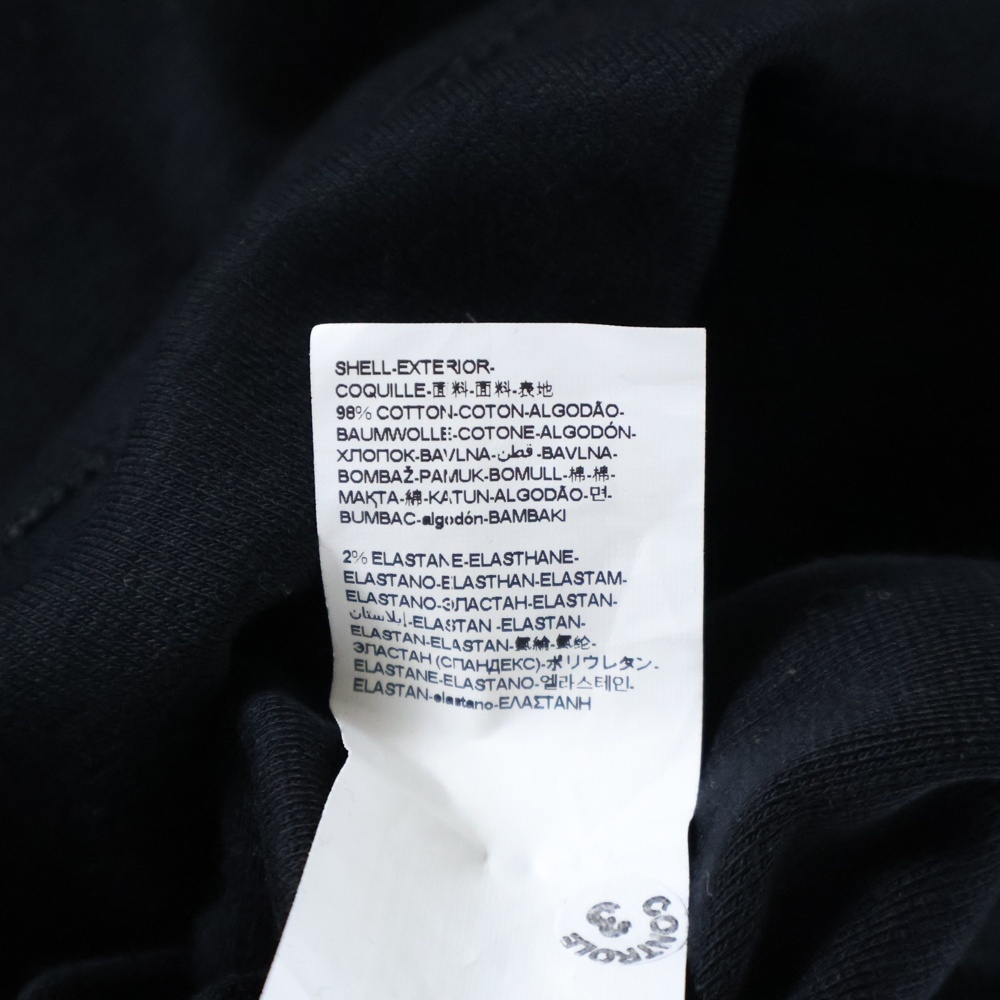 SHELL-EXTERIOR-
COQUILLE-面料-面料-表地
98% COTTON-COTON-ALGODÃO-
BAUMWOLLE-COTONE-ALGODÓN-
ХЛОПОК-BAVLNA-قطن-BAVLNA-
BOMBAŽ-PAMUK-BOMULL-棉-棉-
МАҚТА-綿-KATUN-ALGODÃO-면-
BUMBAC-algodón-BAMBAKI
2% ELASTANE-ELASTHANE-
ELASTANO-ELASTHAN-ELASTAM-
ELASTANO-ЭЛАСТАН-ELASTAN-
إيلاستان-ELASTAN -ELASTAN-
ELASTAN-ELASTAN-氨綸-氨纶-
ЭЛАСТАН (СПАНДЕКС)-ポリウレタン-
ELASTANE-ELASTANO-엘라스테인-
ELASTAN-elastano-ΕΛΑΣΤΑΝΗ
CONTROLE
3